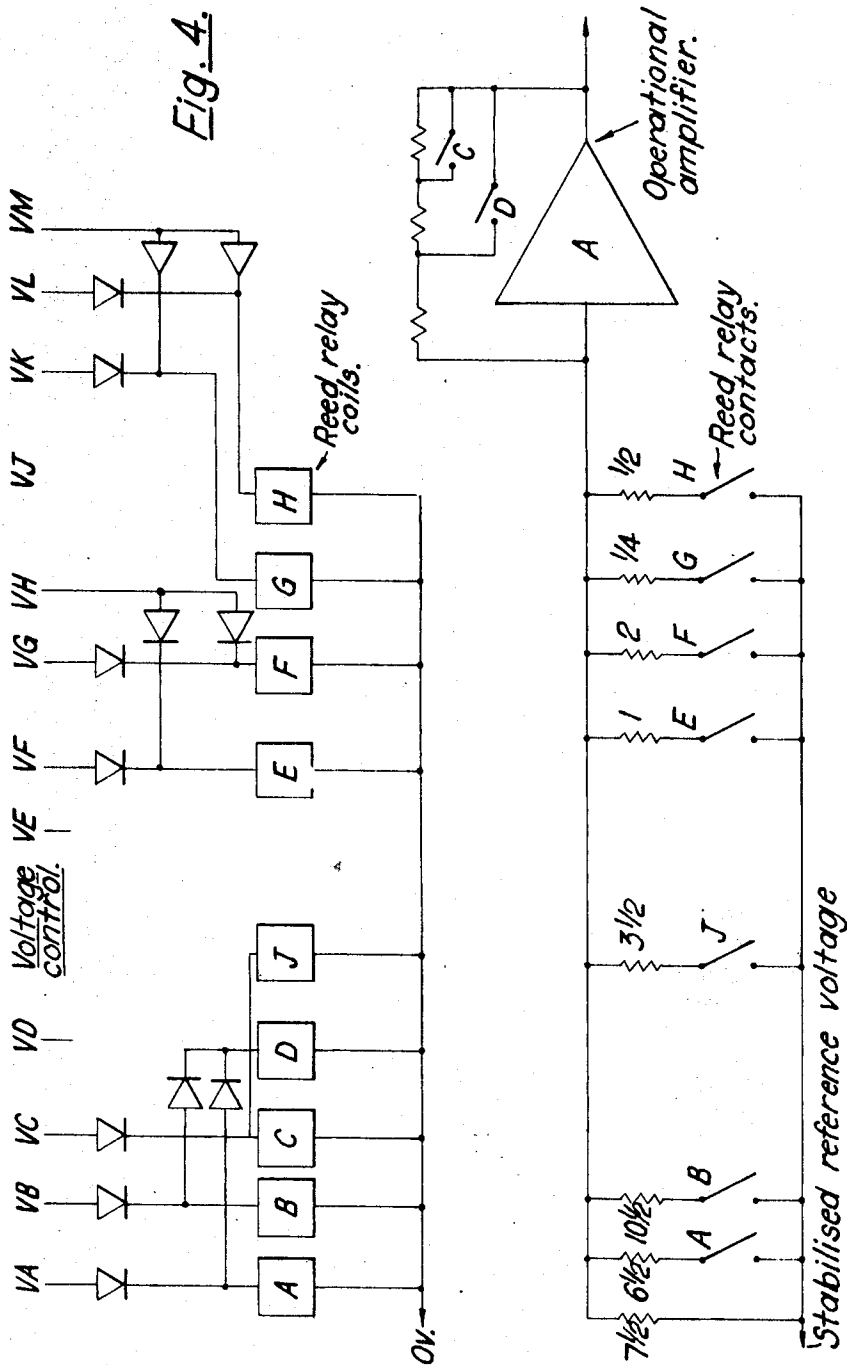 Fig. 4.
VA VB VC VD Voltage control. VE VF VG VH VJ VK VL VM
A B C D J E F G H
Reed relay
coils.
0V.
C
D
A
Operational
amplifier.
7½ 6½ 10½ 3½ 1 2 ¼ ½
A B J E F G H
Reed relay
contacts.
Stabilised reference voltage